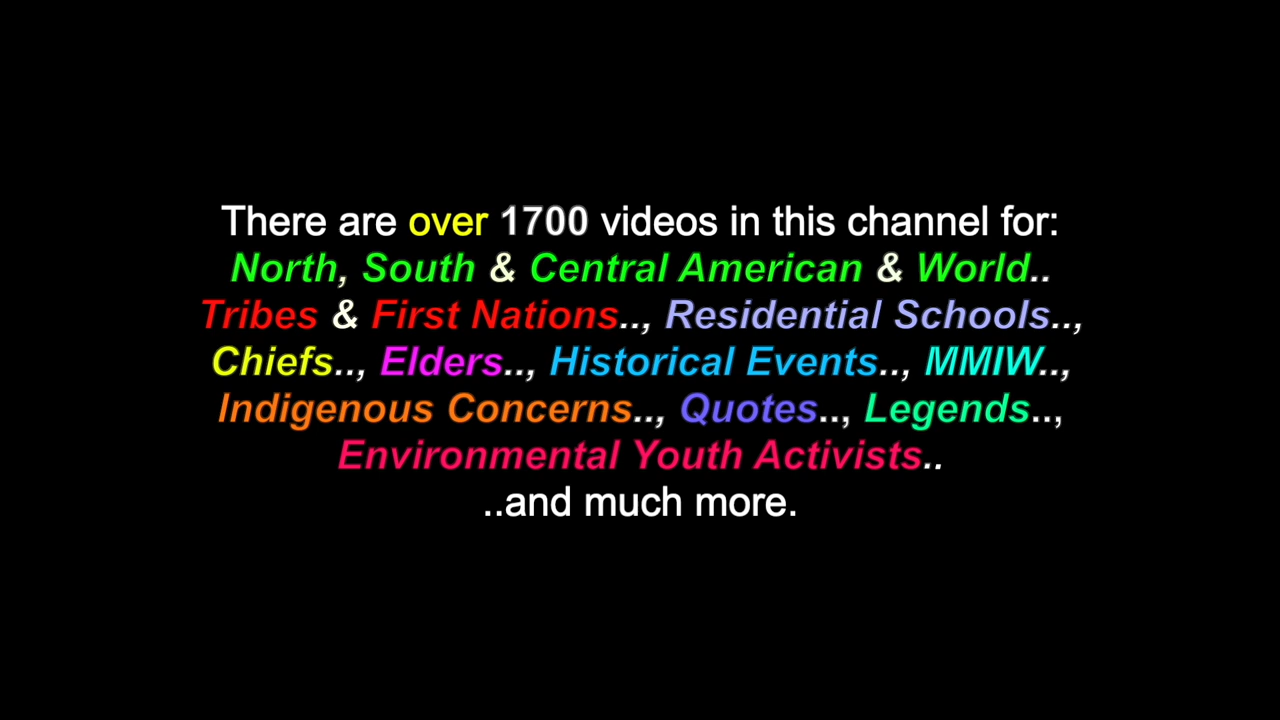 There are over 1700 videos in this channel for:
North, South & Central American & World..
Tribes & First Nations.., Residential Schools..,
Chiefs.., Elders.., Historical Events.., MMIW..,
Indigenous Concerns.., Quotes.., Legends..,
Environmental Youth Activists..
..and much more.